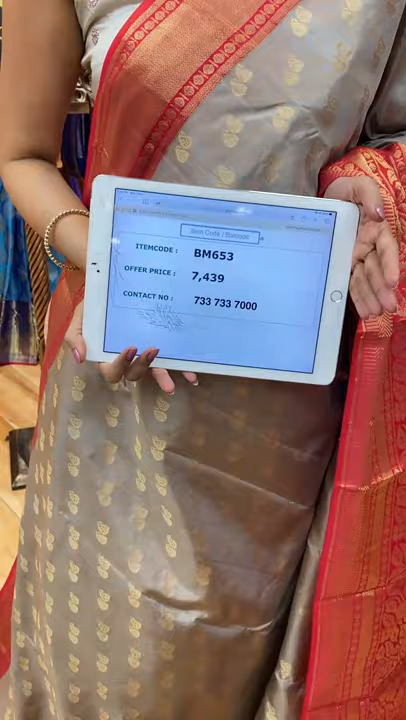 Item Code / Barcode
ITEMCODE : BM653
OFFER PRICE : 7,439
CONTACT NO : 733 733 7000